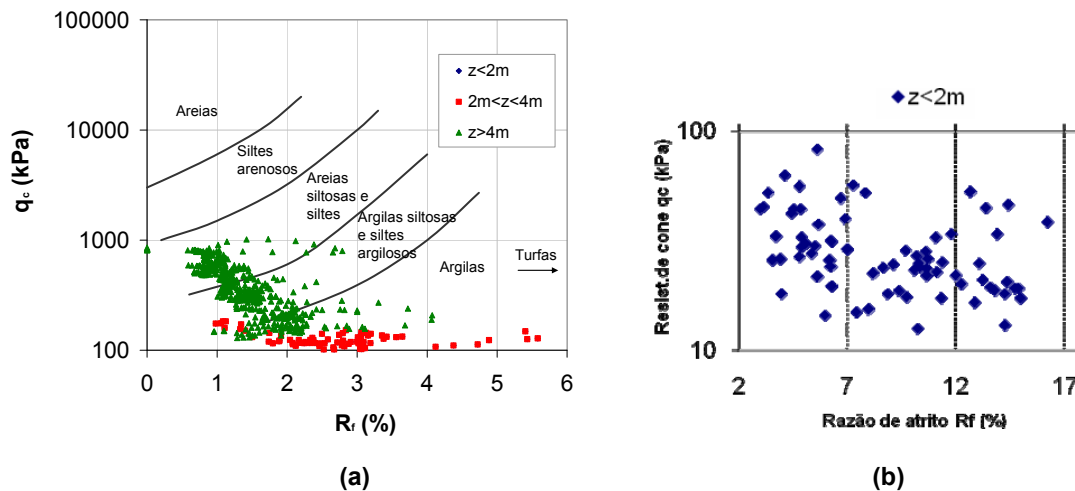 100000
10000
1000
100
qc (kPa)
0
1
2
3
4
5
6
Rf (%)
z<2m
2m<z<4m
z>4m
Areias
Siltes
arenosos
Areias
siltosas e
siltes
Argilas siltosas
e siltes
argilosos
Argilas
Turfas
(a)
z<2m
100
10
Resist.de cone qc (kPa)
2
7
12
17
Razão de atrito Rf (%)
(b)